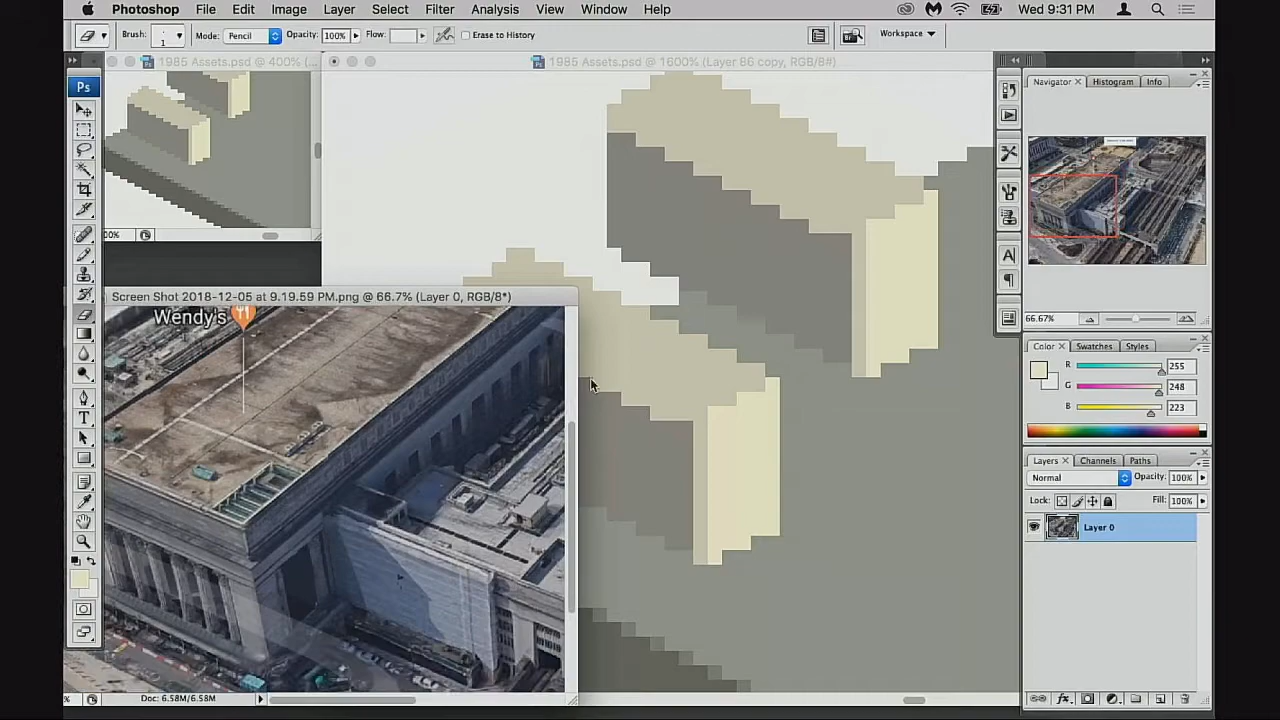 Photoshop File Edit Image Layer Select Filter Analysis View Window Help Wed 9:31 PM
Brush: 1 Mode: Pencil Opacity: 100% Flow: Erase to History Workspace
1985 Assets.psd @ 400% (... 1985 Assets.psd @ 1600% (Layer 86 copy, RGB/8#)
Ps
Navigator Histogram Info
00%
66.67%
Screen Shot 2018-12-05 at 9.19.59 PM.png @ 66.7% (Layer 0, RGB/8*)
Wendy's
Color Swatches Styles
R 255
G 248
B 223
Layers Channels Paths
Normal Opacity: 100%
Lock: Fill: 100%
Layer 0
% Doc: 6.58M/6.58M